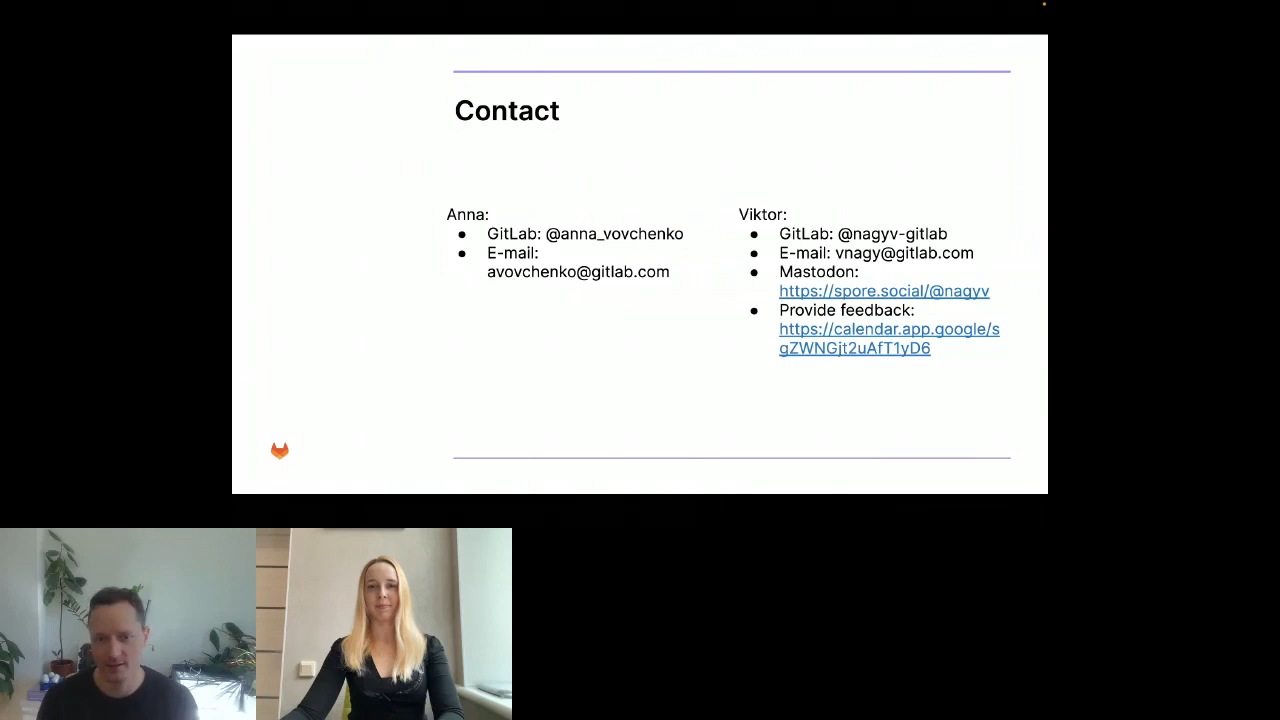 Contact
Anna:
● GitLab: @anna_vovchenko
● E-mail:
avovchenko@gitlab.com
Viktor:
● GitLab: @nagyv-gitlab
● E-mail: vnagy@gitlab.com
● Mastodon:
https://spore.social/@nagyv
● Provide feedback:
https://calendar.app.google/s
gZWNGjt2uAfT1yD6